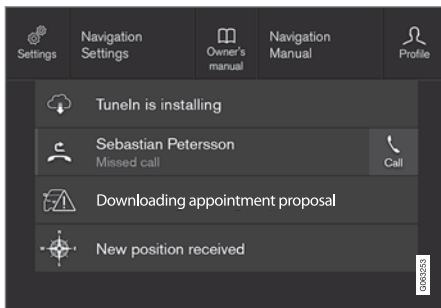 Settings
Navigation
Settings
Owner's
manual
Navigation
Manual
Profile
TuneIn is installing
Sebastian Petersson
Missed call
Call
Downloading appointment proposal
New position received
G063253